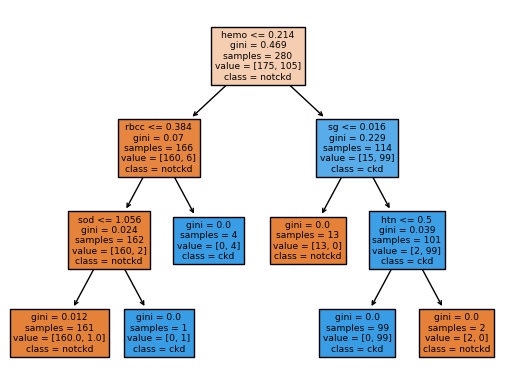 hemo <= 0.214
gini = 0.469
samples = 280
value = [175, 105]
class = notckd
rbcc <= 0.384
gini = 0.07
samples = 166
value = [160, 6]
class = notckd
sg <= 0.016
gini = 0.229
samples = 114
value = [15, 99]
class = ckd
sod <= 1.056
gini = 0.024
samples = 162
value = [160, 2]
class = notckd
gini = 0.0
samples = 4
value = [0, 4]
class = ckd
gini = 0.0
samples = 13
value = [13, 0]
class = notckd
htn <= 0.5
gini = 0.039
samples = 101
value = [2, 99]
class = ckd
gini = 0.012
samples = 161
value = [160.0, 1.0]
class = notckd
gini = 0.0
samples = 1
value = [0, 1]
class = ckd
gini = 0.0
samples = 99
value = [0, 99]
class = ckd
gini = 0.0
samples = 2
value = [2, 0]
class = notckd